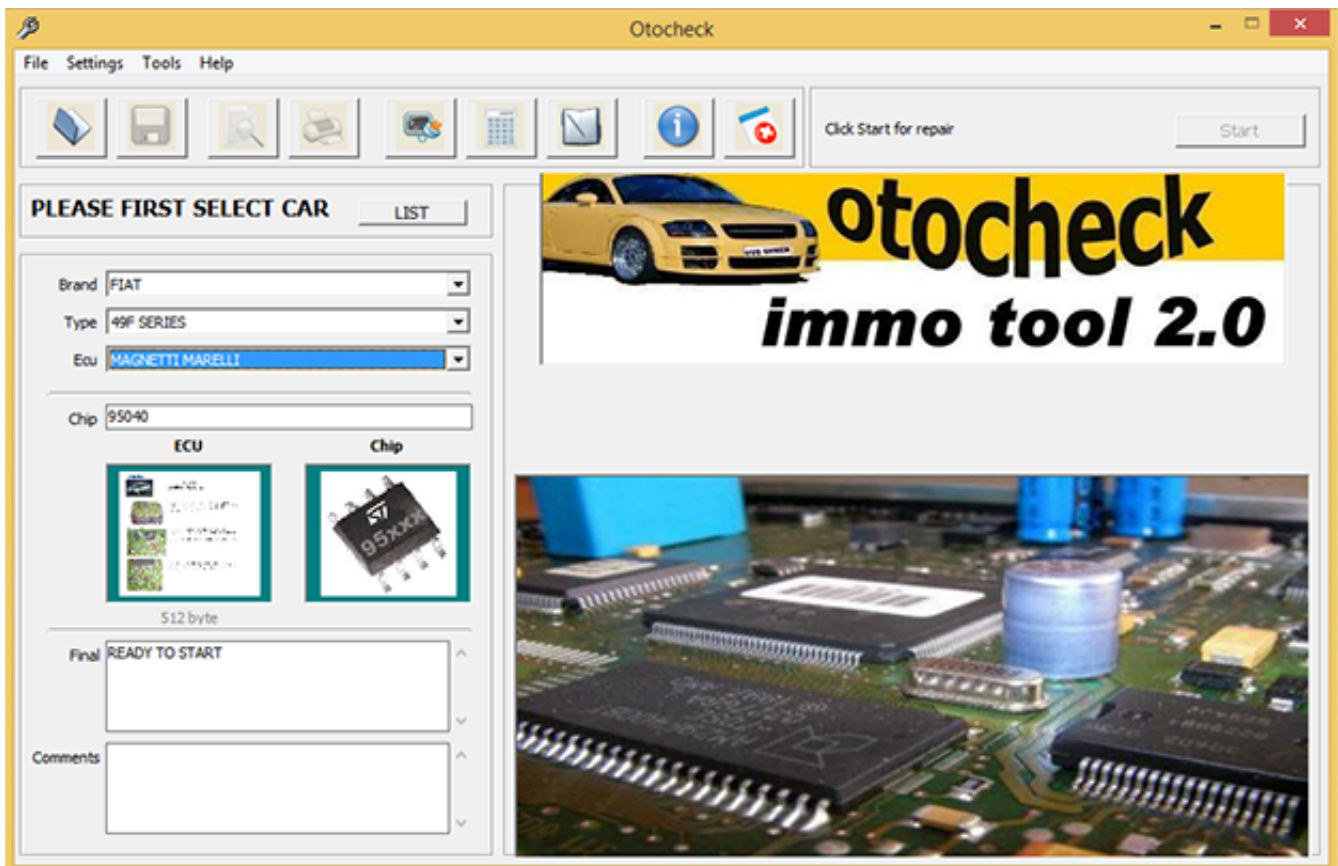 Otocheck
File Settings Tools Help
Click Start for repair
Start
PLEASE FIRST SELECT CAR
LIST
otocheck
immo tool 2.0
Brand FIAT
Type 49F SERIES
Ecu MAGNETTI MARELLI
Chip 95040
ECU Chip
ST
95xxx
512 byte
Final READY TO START
Comments